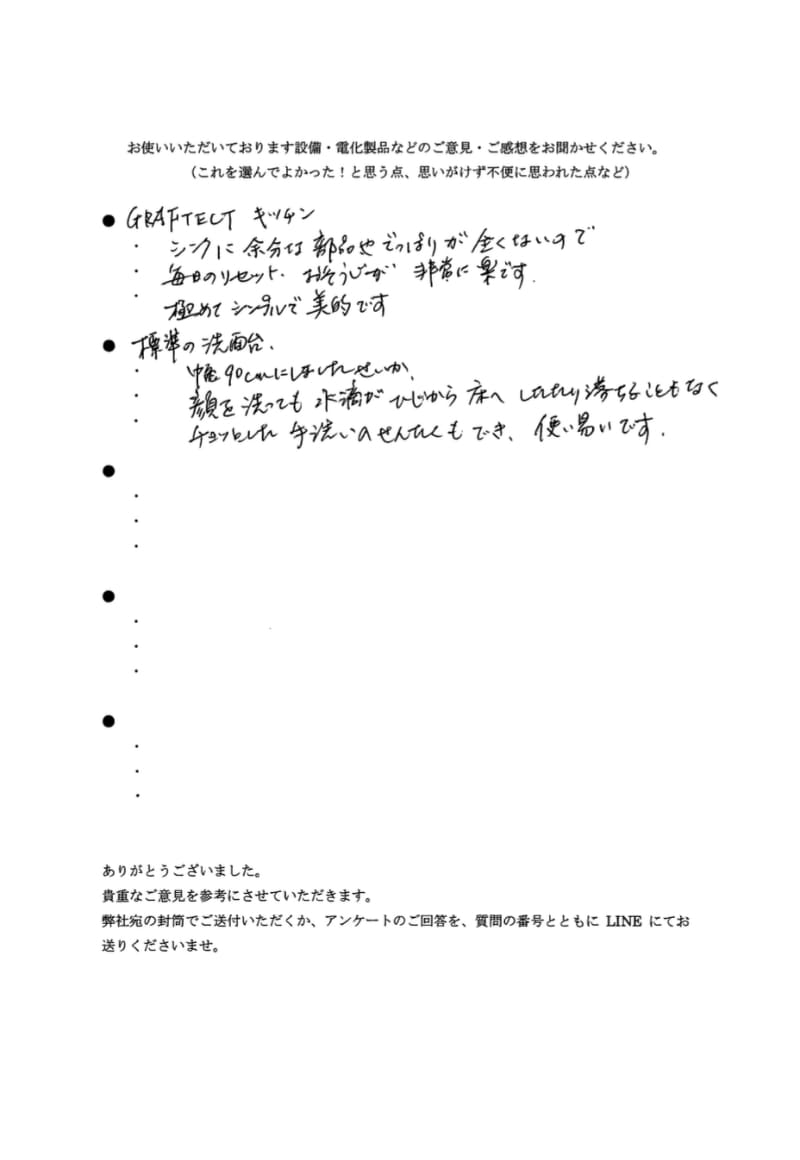 お使いいただいております設備・電化製品などのご意見・ご感想をお聞かせください。
（これを選んでよかった！と思う点、思いがけず不便に思われた点など）
● GRAFTECT キッチン
・ シンクに余分な部品やでっぱりが全くないので
・ 毎日のリセット、おそうじが非常に楽です.
・ 極めてシンプルで美的です
● 標準の洗面台.
・ 巾90cmにしましたせいか、
・ 顔を洗っても水滴がひじから床へしたたり落ちることもなく
・ チョットした手洗いのせんたくもでき、使い易いです.
●
・
・
・
●
・
・
・
●
・
・
・
ありがとうございました。
貴重なご意見を参考にさせていただきます。
弊社宛の封筒でご送付いただくか、アンケートのご回答を、質問の番号とともに LINE にてお
送りくださいませ。